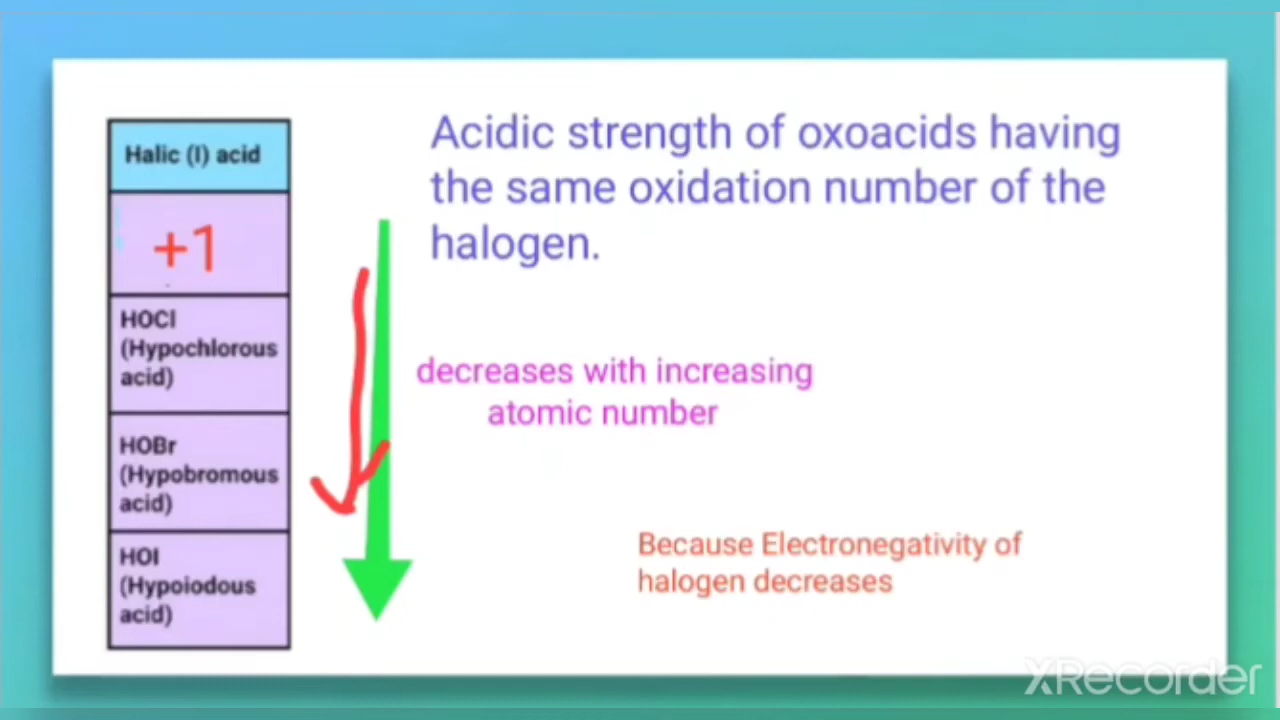 Halic (I) acid
+1
HOCl
(Hypochlorous
acid)
HOBr
(Hypobromous
acid)
HOI
(Hypoiodous
acid)
Acidic strength of oxoacids having
the same oxidation number of the
halogen.
decreases with increasing
atomic number
Because Electronegativity of
halogen decreases
XRecorder